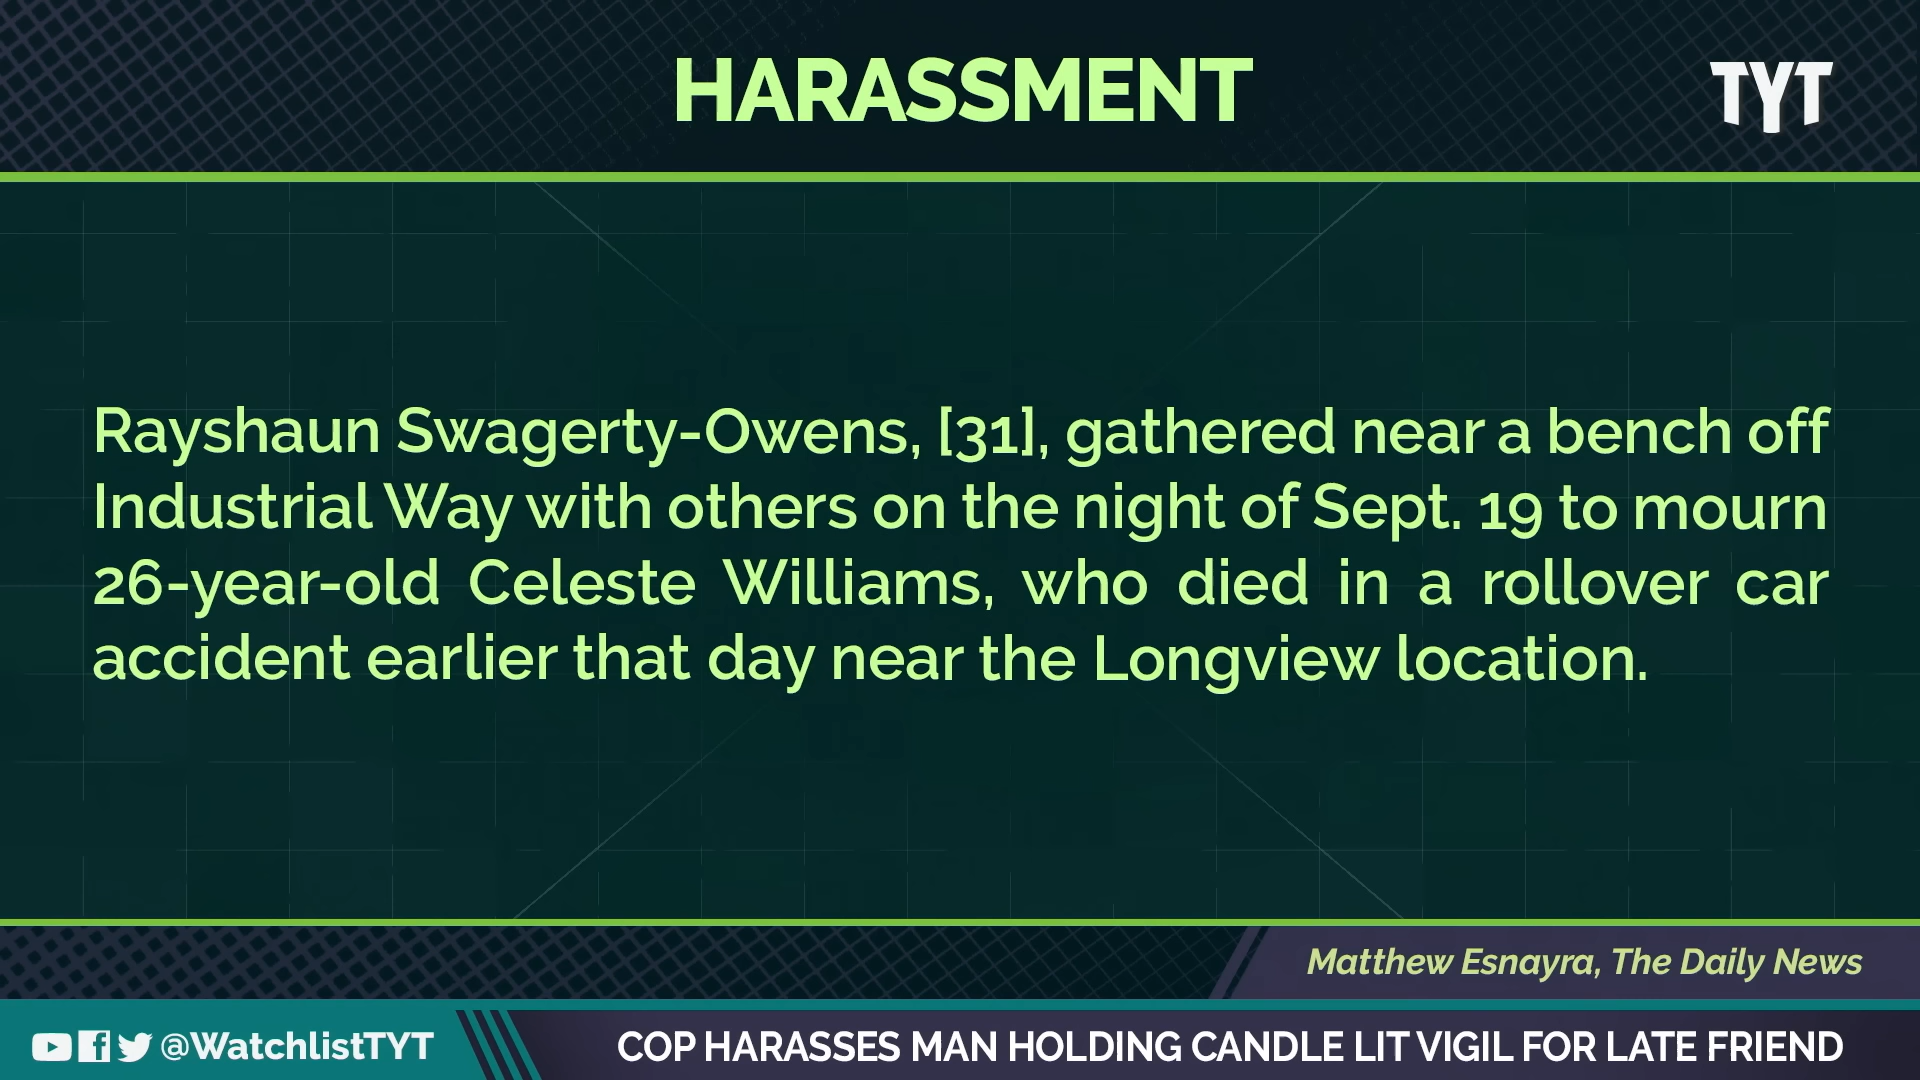 HARASSMENT
TYT
Rayshaun Swagerty-Owens, [31], gathered near a bench off
Industrial Way with others on the night of Sept. 19 to mourn
26-year-old Celeste Williams, who died in a rollover car
accident earlier that day near the Longview location.
Matthew Esnayra, The Daily News
@WatchlistTYT
COP HARASSES MAN HOLDING CANDLE LIT VIGIL FOR LATE FRIEND